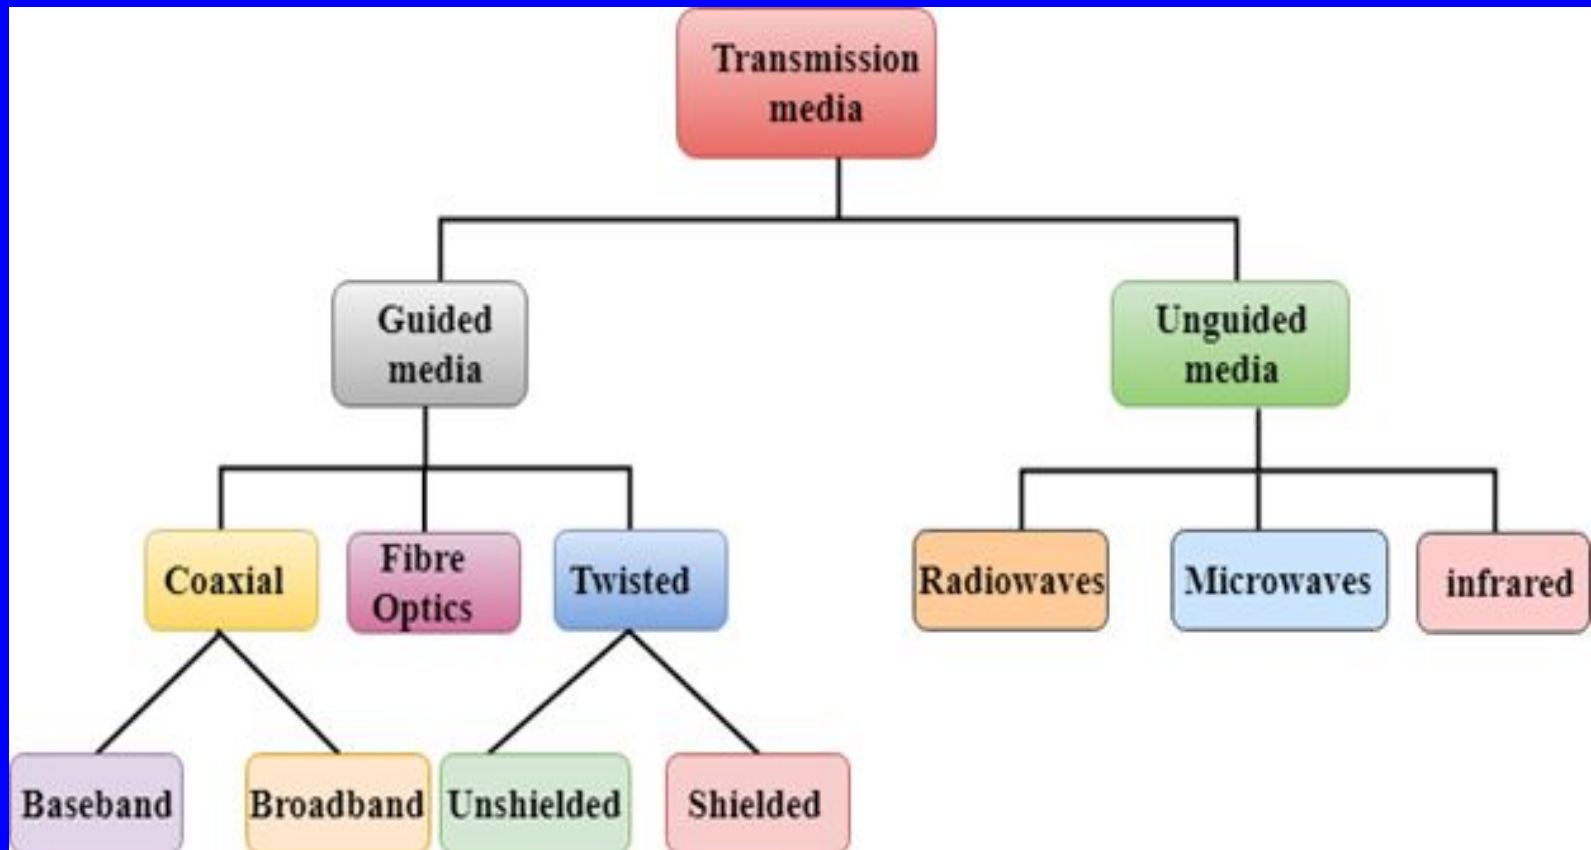 Transmission
media
Guided
media
Unguided
media
Coaxial
Fibre
Optics
Twisted
Radiowaves
Microwaves
infrared
Baseband
Broadband
Unshielded
Shielded